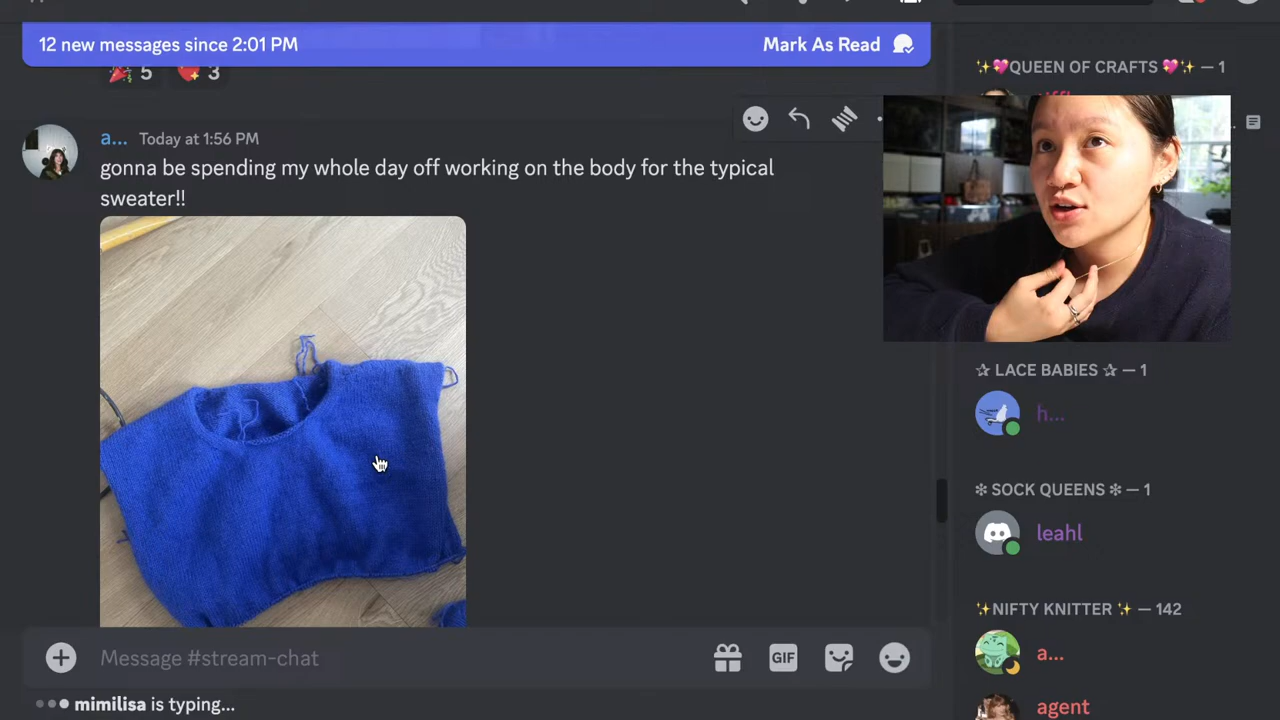 12 new messages since 2:01 PM
Mark As Read
5
3
✨💖QUEEN OF CRAFTS 💖✨ — 1
a... Today at 1:56 PM
gonna be spending my whole day off working on the body for the typical
sweater!!
✰ LACE BABIES ✰ — 1
h...
❇ SOCK QUEENS ❇ — 1
leahl
✨NIFTY KNITTER ✨ — 142
a...
agent
Message #stream-chat
GIF
mimilisa is typing...